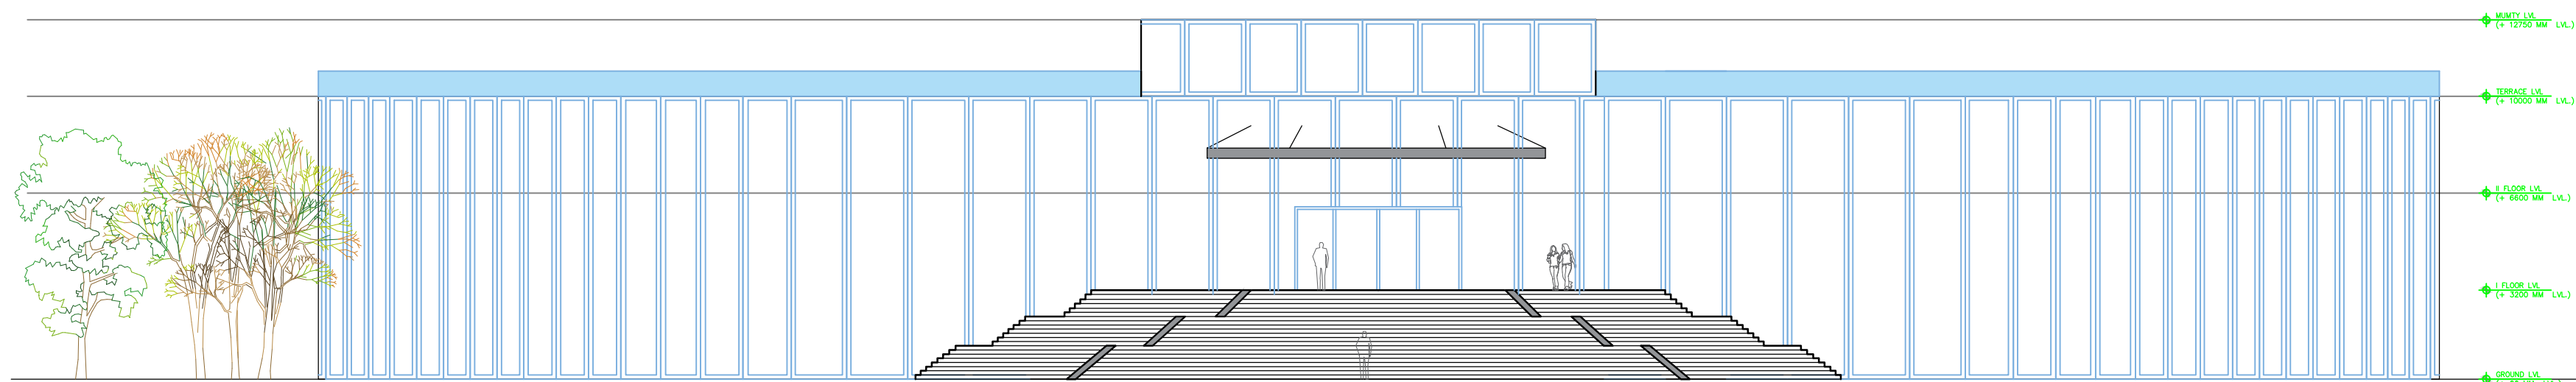 MUMTY LVL
(+ 12750 MM LVL.)
TERRACE LVL
(+ 10000 MM LVL.)
II FLOOR LVL
(+ 6600 MM LVL.)
I FLOOR LVL
(+ 3200 MM LVL.)
GROUND LVL